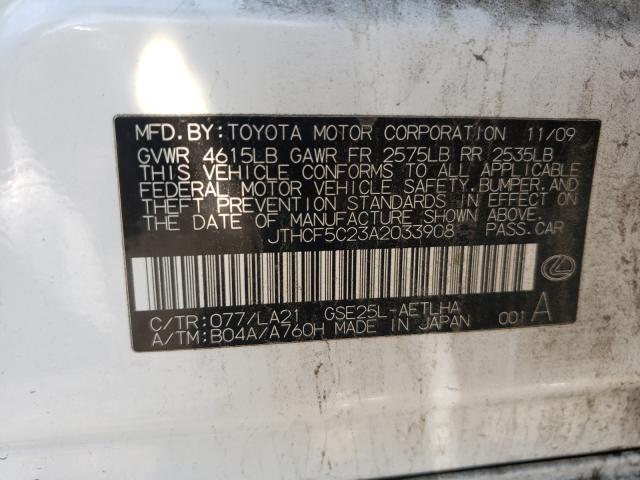 MFD. BY: TOYOTA MOTOR CORPORATION 11/09
GVWR 4615LB GAWR FR 2575LB RR 2535LB
THIS VEHICLE CONFORMS TO ALL APPLICABLE
FEDERAL MOTOR VEHICLE SAFETY, BUMPER, AND
THEFT PREVENTION STANDARDS IN EFFECT ON
THE DATE OF MANUFACTURE SHOWN ABOVE.
JTHCF5C23A2033908 PASS. CAR
C/TR: 077/LA21 GSE25L-AETLHA
A/TM: B04A/A760H MADE IN JAPAN 001 A